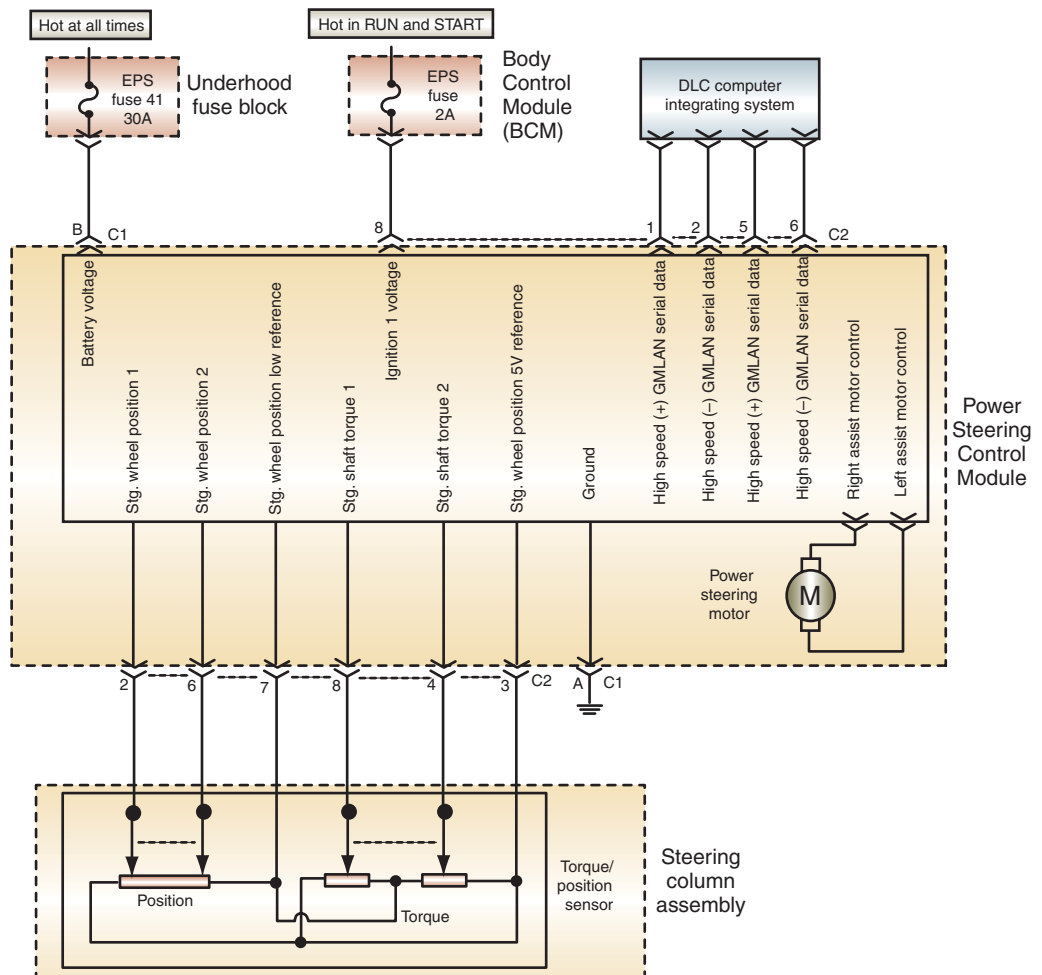 Hot at all times
Hot in RUN and START
EPS
fuse 41
30A
Underhood
fuse block
EPS
fuse
2A
Body
Control
Module
(BCM)
DLC computer
integrating system
B
C1
8
1
2
5
6
C2
Battery voltage
Stg. wheel position 1
Stg. wheel position 2
Stg. wheel position low reference
Stg. shaft torque 1
Ignition 1 voltage
Stg. shaft torque 2
Stg. wheel position 5V reference
Ground
High speed (+) GMLAN serial data
High speed (–) GMLAN serial data
High speed (+) GMLAN serial data
High speed (–) GMLAN serial data
Right assist motor control
Left assist motor control
Power
Steering
Control
Module
Power
steering
motor
M
2
6
7
8
4
3
C2
A
C1
Position
Torque
Torque/
position
sensor
Steering
column
assembly